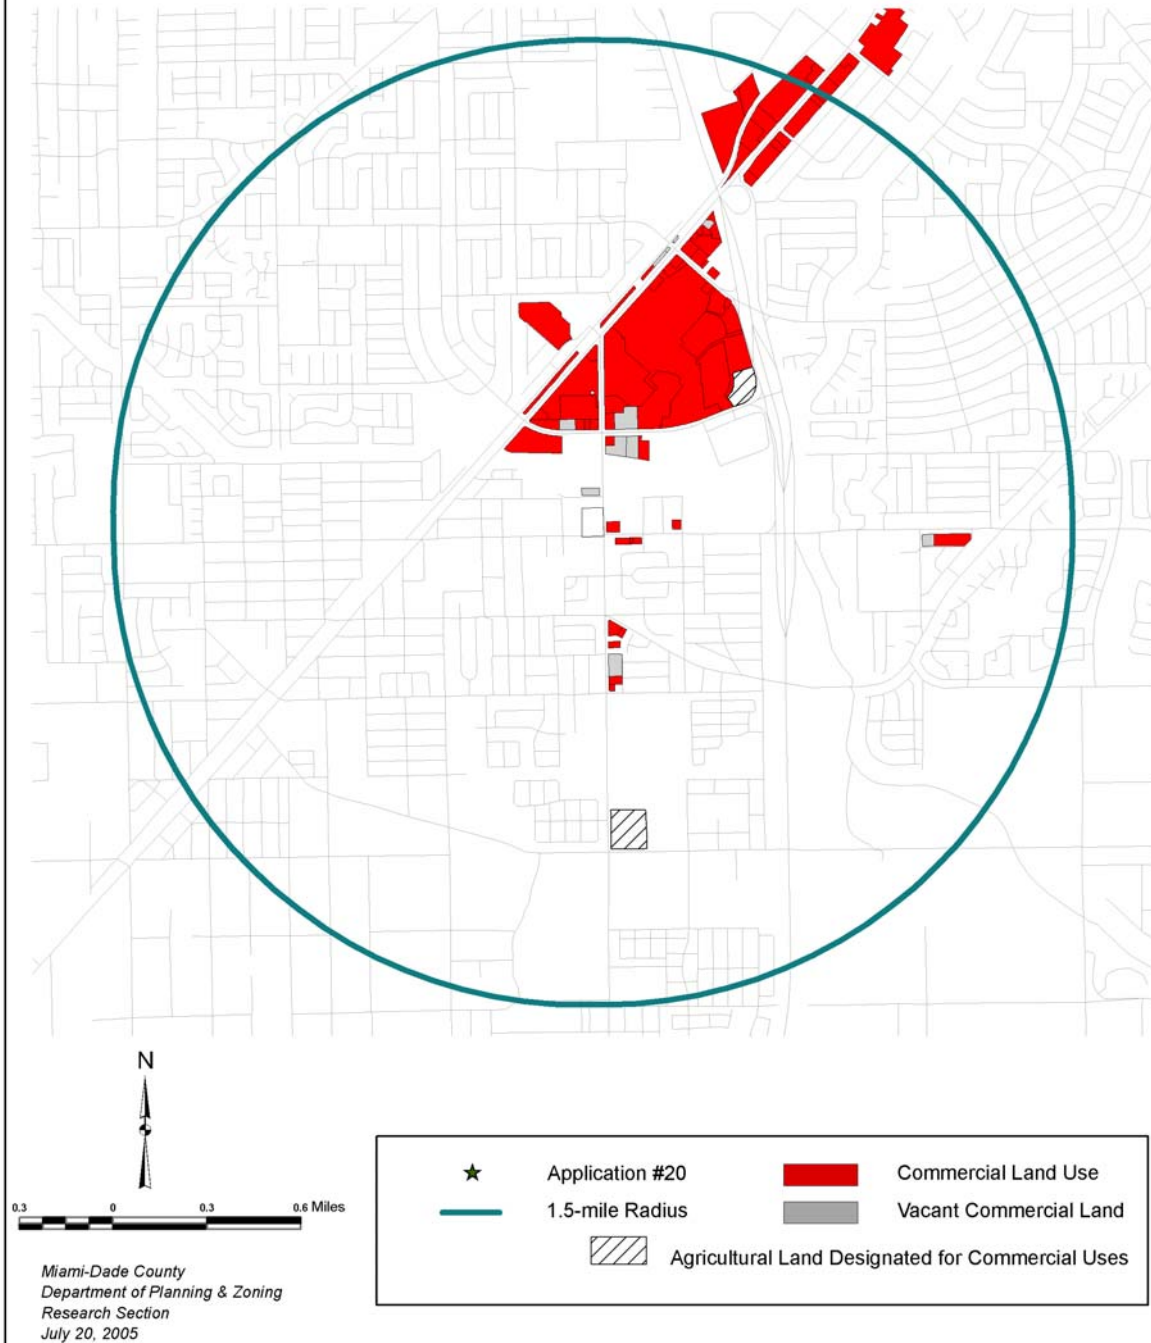 N
0.3 0 0.3 0.6 Miles
Miami-Dade County
Department of Planning & Zoning
Research Section
July 20, 2005
Application #20
Commercial Land Use
1.5-mile Radius
Vacant Commercial Land
Agricultural Land Designated for Commercial Uses